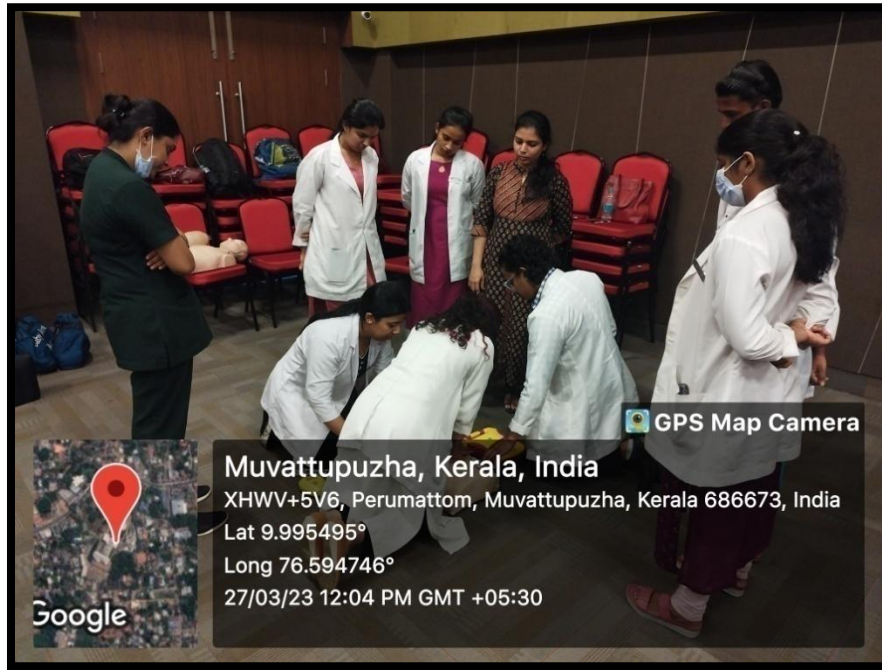 GPS Map Camera
Muvattupuzha, Kerala, India
XHWV+5V6, Perumattom, Muvattupuzha, Kerala 686673, India
Lat 9.995495°
Long 76.594746°
27/03/23 12:04 PM GMT +05:30
Google